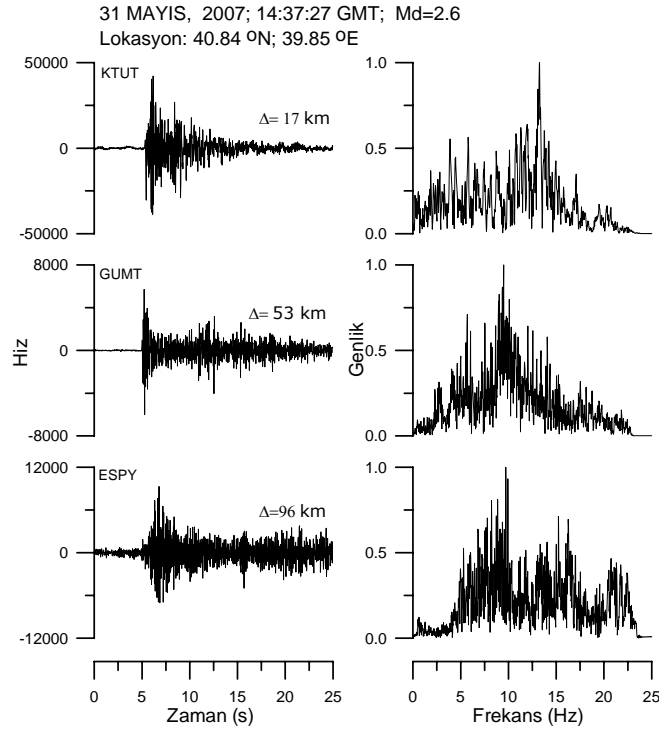 31 MAYIS, 2007; 14:37:27 GMT; Md=2.6
Lokasyon: 40.84 ᴼN; 39.85 ᴼE
50000
0
-50000
KTUT
Δ= 17 km
1.0
0.5
0.0
8000
0
-8000
GUMT
Δ= 53 km
Hiz
1.0
0.5
0.0
Genlik
12000
0
-12000
ESPY
Δ=96 km
1.0
0.5
0.0
0 5 10 15 20 25
Zaman (s)
0 5 10 15 20 25
Frekans (Hz)